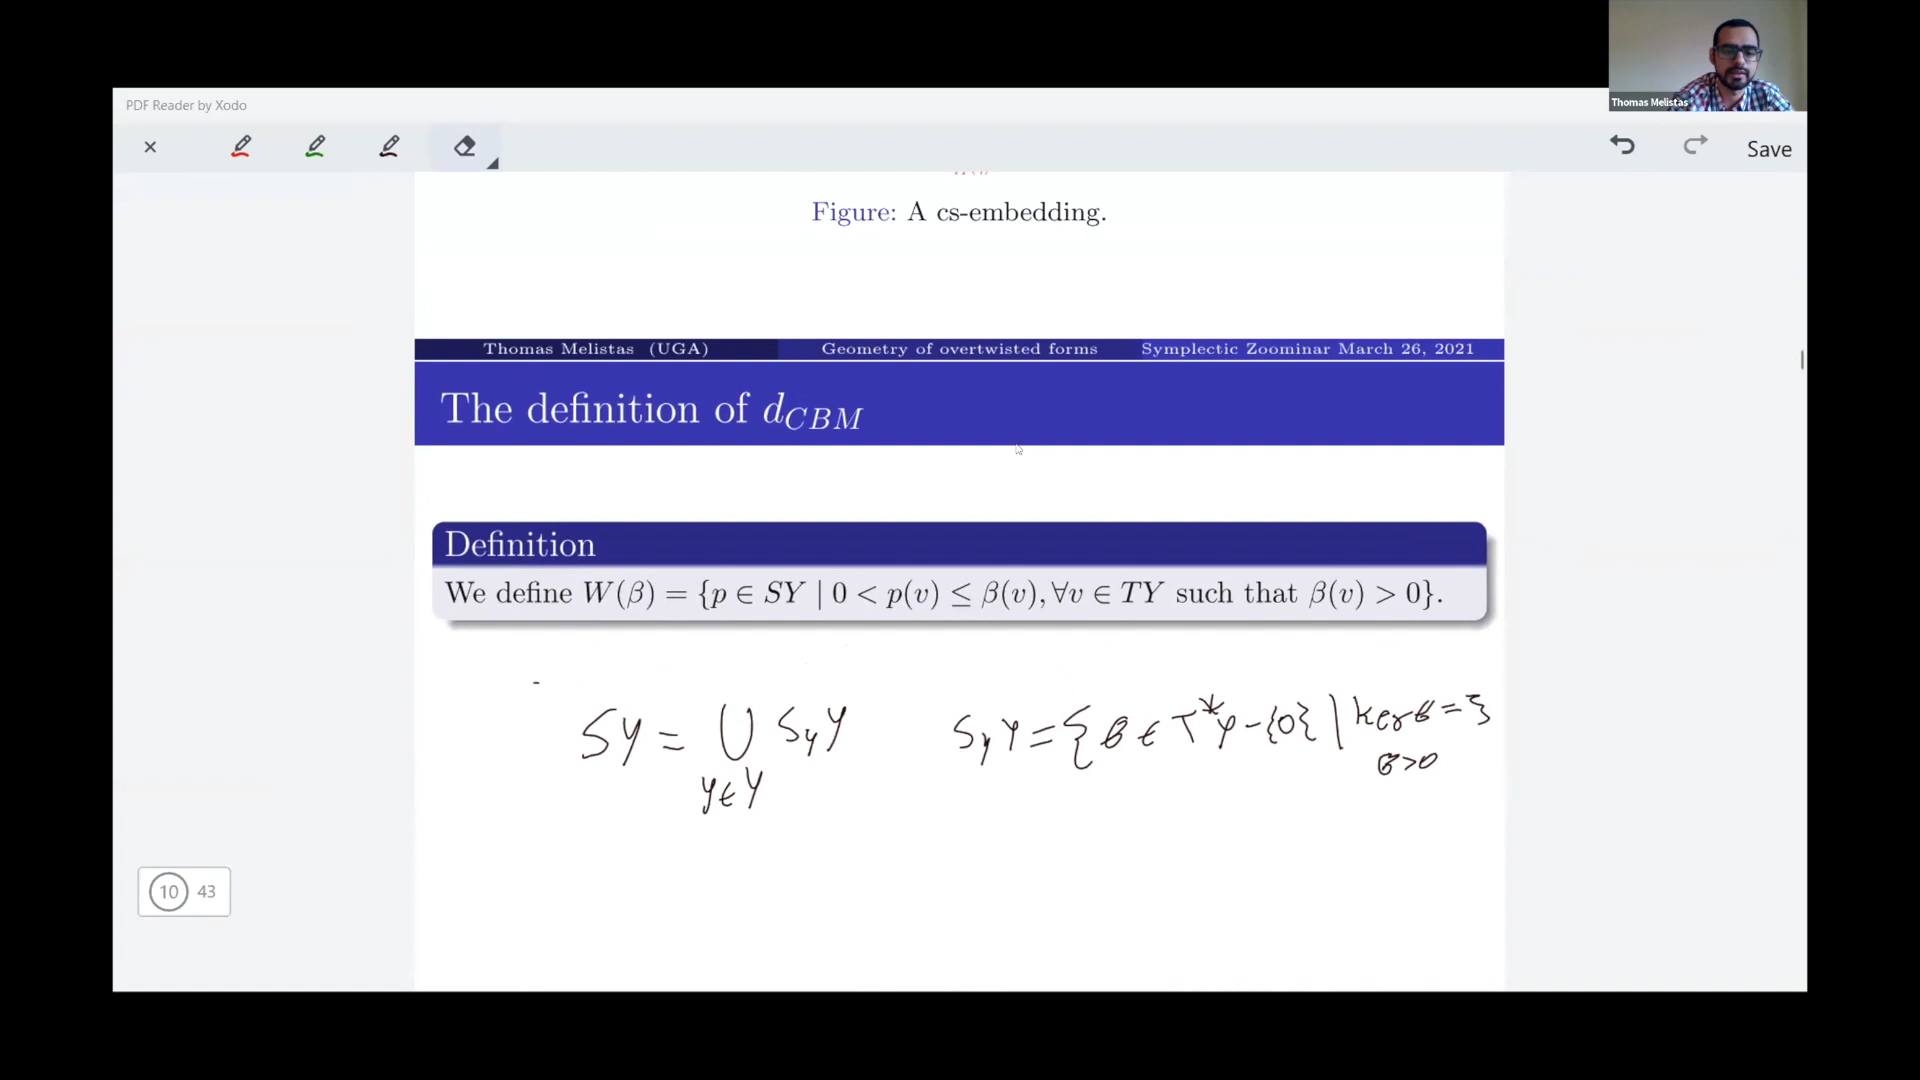 Thomas Melistas
PDF Reader by Xodo
Save
Figure: A cs-embedding.
Thomas Melistas (UGA) Geometry of overtwisted forms Symplectic Zoominar March 26, 2021
The definition of d_{CBM}
Definition
We define W(β) = {p ∈ SY | 0 < p(v) ≤ β(v), ∀v ∈ TY such that β(v) > 0}.
SY = ∪ S_yY S_yY = {β ∈ T*Y - {0} | ker β = ξ
y ∈ Y β>0
10 43